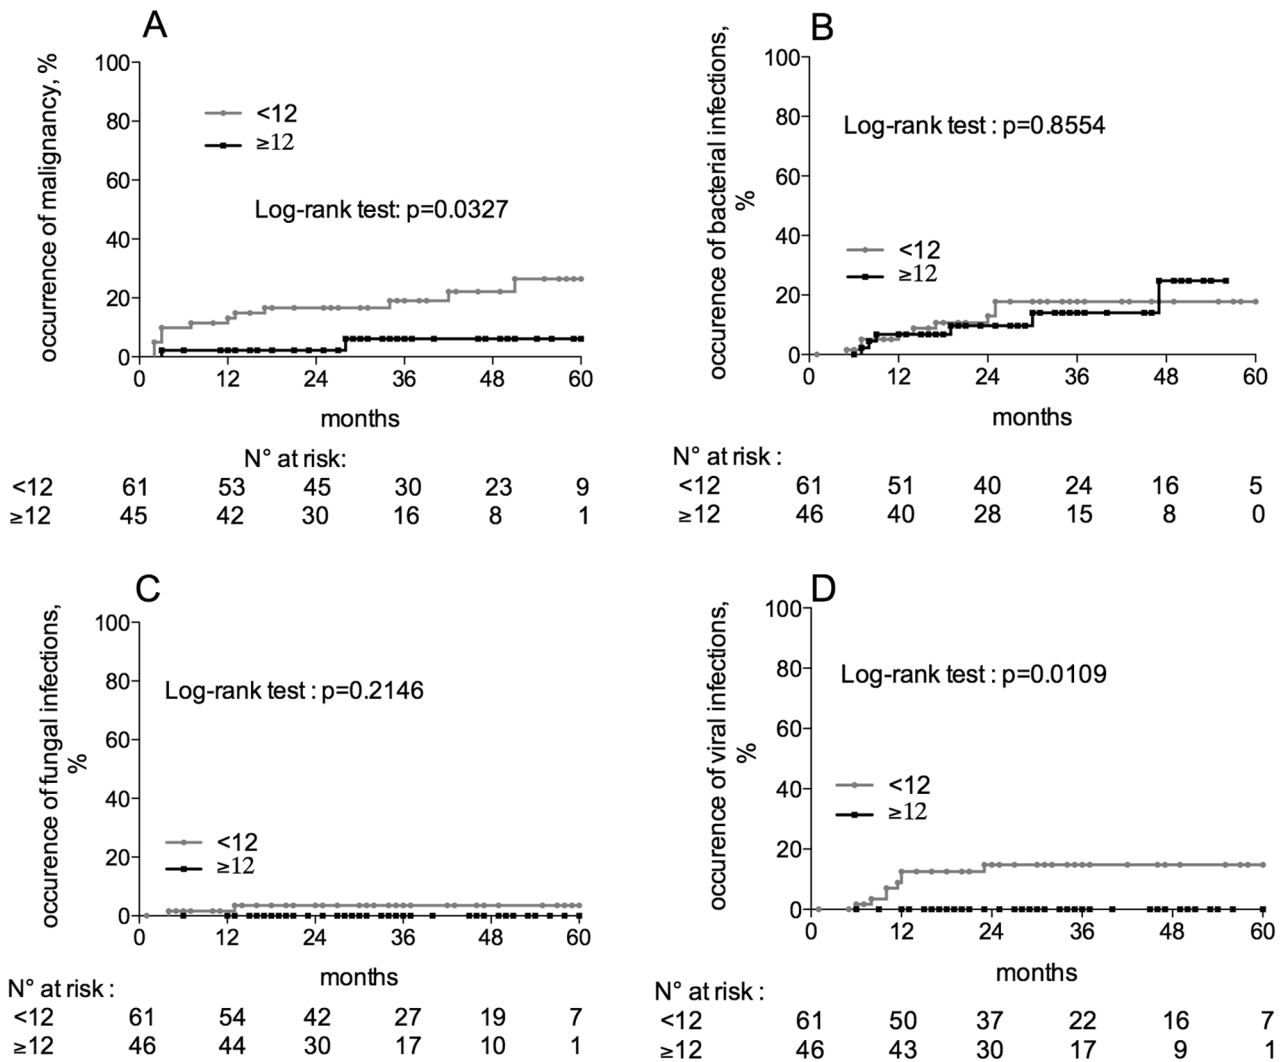 A
occurrence of malignancy, %
100
80
60
40
20
0
<12
≥12
Log-rank test: p=0.0327
0 12 24 36 48 60
months
N° at risk:
<12 61 53 45 30 23 9
≥12 45 42 30 16 8 1
B
occurence of bacterial infections,
%
100
80
60
40
20
0
Log-rank test : p=0.8554
<12
≥12
0 12 24 36 48 60
months
N° at risk :
<12 61 51 40 24 16 5
≥12 46 40 28 15 8 0
C
occurence of fungal infections,
%
100
80
60
40
20
0
Log-rank test : p=0.2146
<12
≥12
0 12 24 36 48 60
months
N° at risk :
<12 61 54 42 27 19 7
≥12 46 44 30 17 10 1
D
occurence of viral infections,
%
100
80
60
40
20
0
Log-rank test : p=0.0109
<12
≥12
0 12 24 36 48 60
months
N° at risk :
<12 61 50 37 22 16 7
≥12 46 43 30 17 9 1